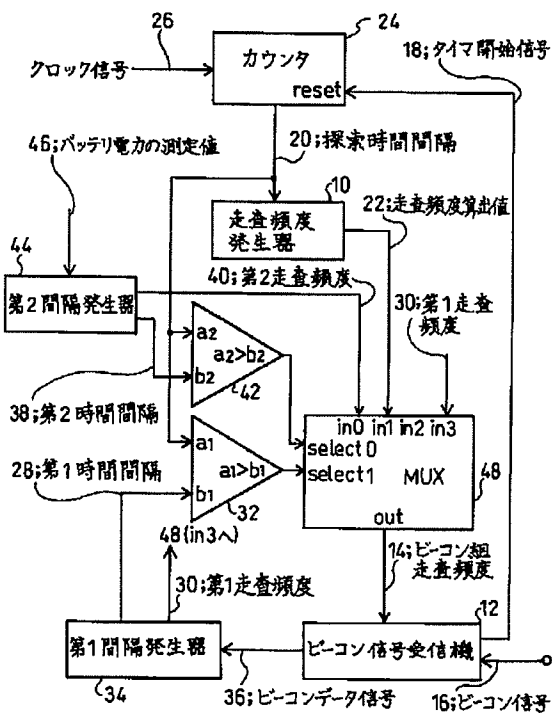 26
24
18;タイマ開始信号
クロック信号
カウンタ
reset
46;バッテリ電力の測定値
20;探索時間間隔
10
走査頻度
発生器
22;走査頻度算出値
44
第2間隔発生器
40;第2走査頻度
30;第1走査
頻度
a2
a2>b2
b2
42
38;第2時間間隔
in0 in1 in2 in3
select0
select1
MUX
48
out
28;第1時間間隔
a1
a1>b1
b1
32
48(in3へ)
30;第1走査頻度
14;ビーコン組
走査頻度
12
第1間隔発生器
34
ビーコン信号受信機
36;ビーコンデータ信号
16;ビーコン信号